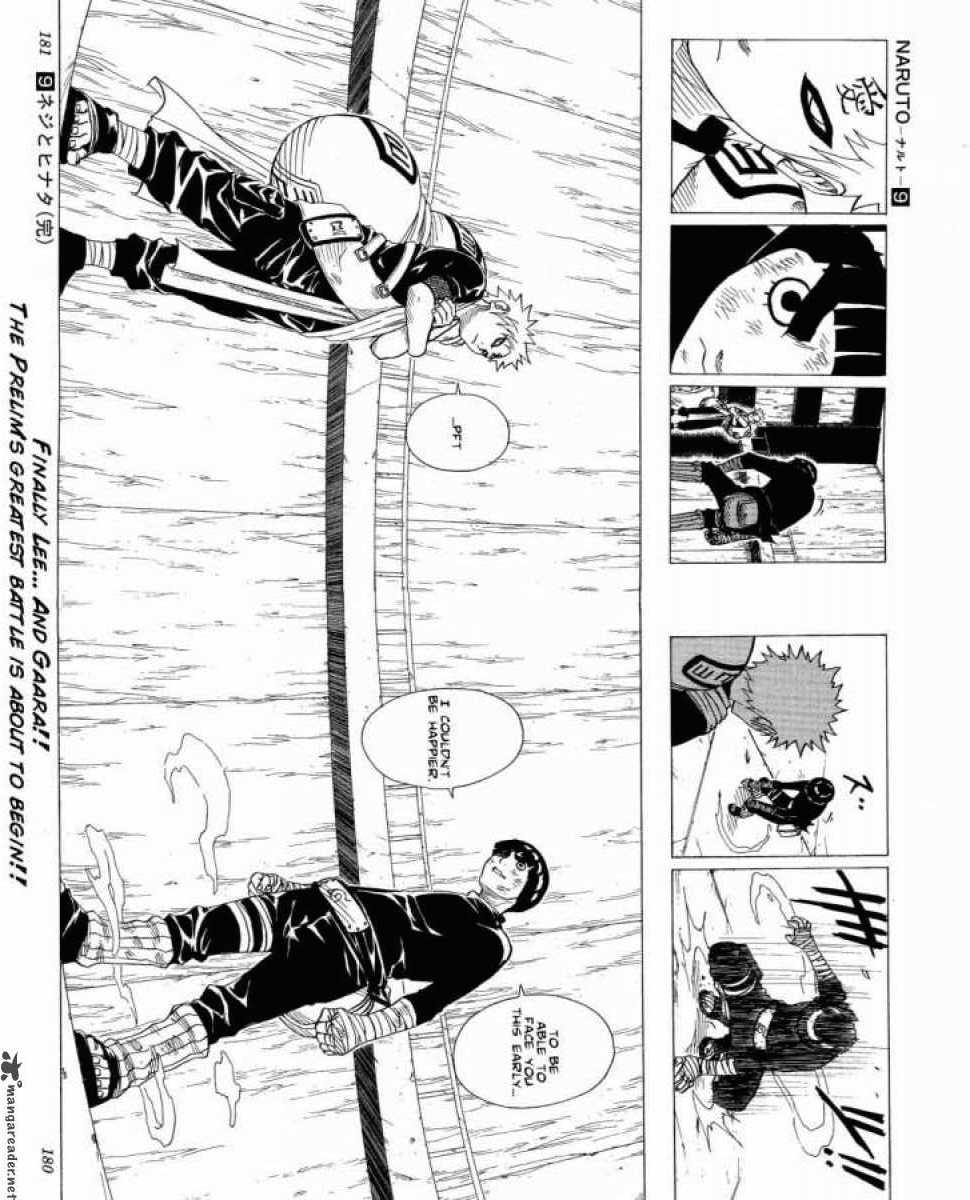 NARUTO―ナルト― 9
ズ‥
愛
TO BE
ABLE TO
FACE YOU
THIS EARLY...
I COULDN'T
BE HAPPIER.
...PFT
181 9 ネジとヒナタ (完)
180
FINALLY LEE... AND GAARA!!
THE PRELIMS GREATEST BATTLE IS ABOUT TO BEGIN!!
mangareader.net